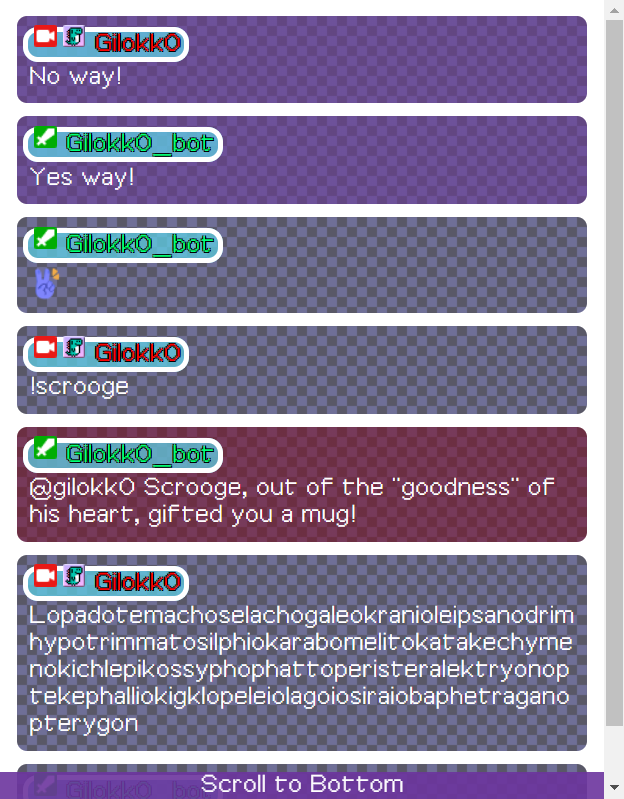 Gilokk0
No way!
Gilokk0_bot
Yes way!
Gilokk0_bot
Gilokk0
!scrooge
Gilokk0_bot
@gilokk0 Scrooge, out of the "goodness" of
his heart, gifted you a mug!
Gilokk0
Lopadotemachoselachogaleokranioleipsanodrim
hypotrimmatosilphiokarabomelitokatakechyme
nokichlepikossyphophattoperisteralektryonop
tekephalliokigklopeleiolagoiosiraiobaphetragano
pterygon
Gilokk0_bot
Scroll to Bottom